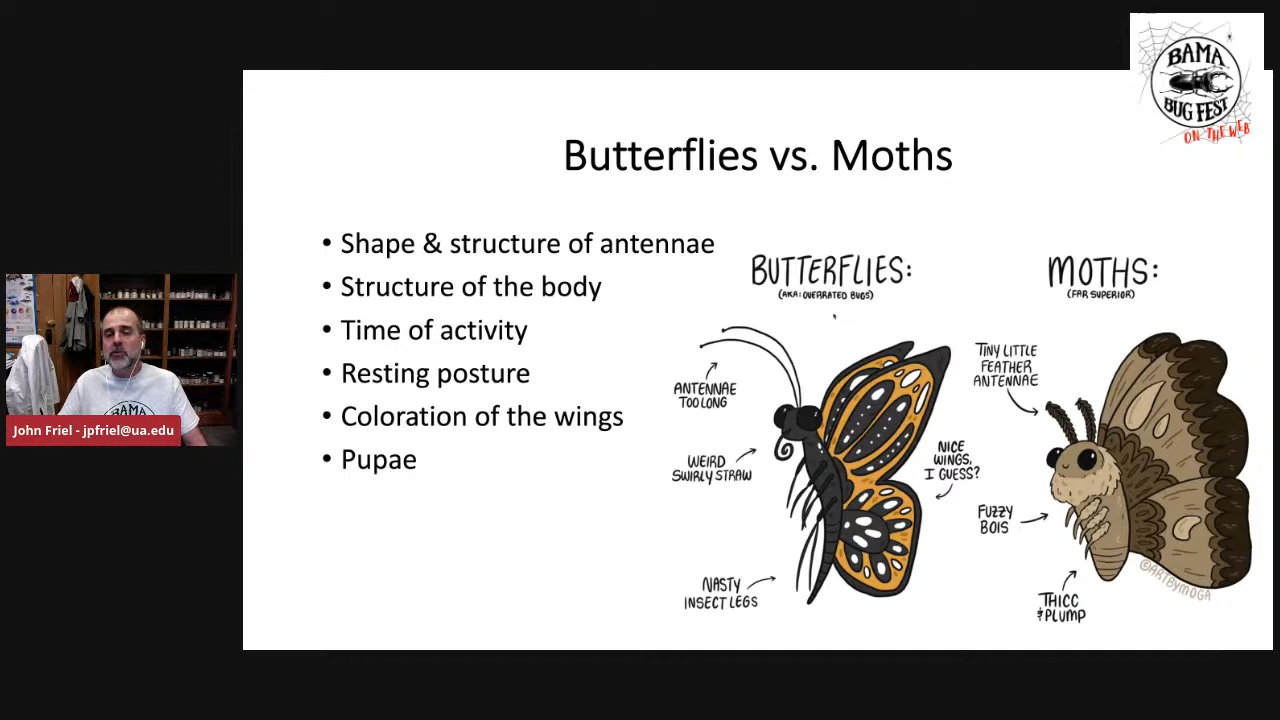 BAMA
BUG FEST
ON THE WEB
Butterflies vs. Moths
• Shape & structure of antennae
• Structure of the body
• Time of activity
• Resting posture
• Coloration of the wings
• Pupae
BUTTERFLIES:
(AKA: OVERRATED BUGS)
ANTENNAE
TOO LONG
WEIRD
SWIRLY STRAW
NICE
WINGS,
I GUESS?
NASTY
INSECT LEGS
MOTHS:
(FAR SUPERIOR)
TINY LITTLE
FEATHER
ANTENNAE
FUZZY
BOIS
THICC
& PLUMP
@ARTBYMOGA
BAMA
John Friel - jpfriel@ua.edu